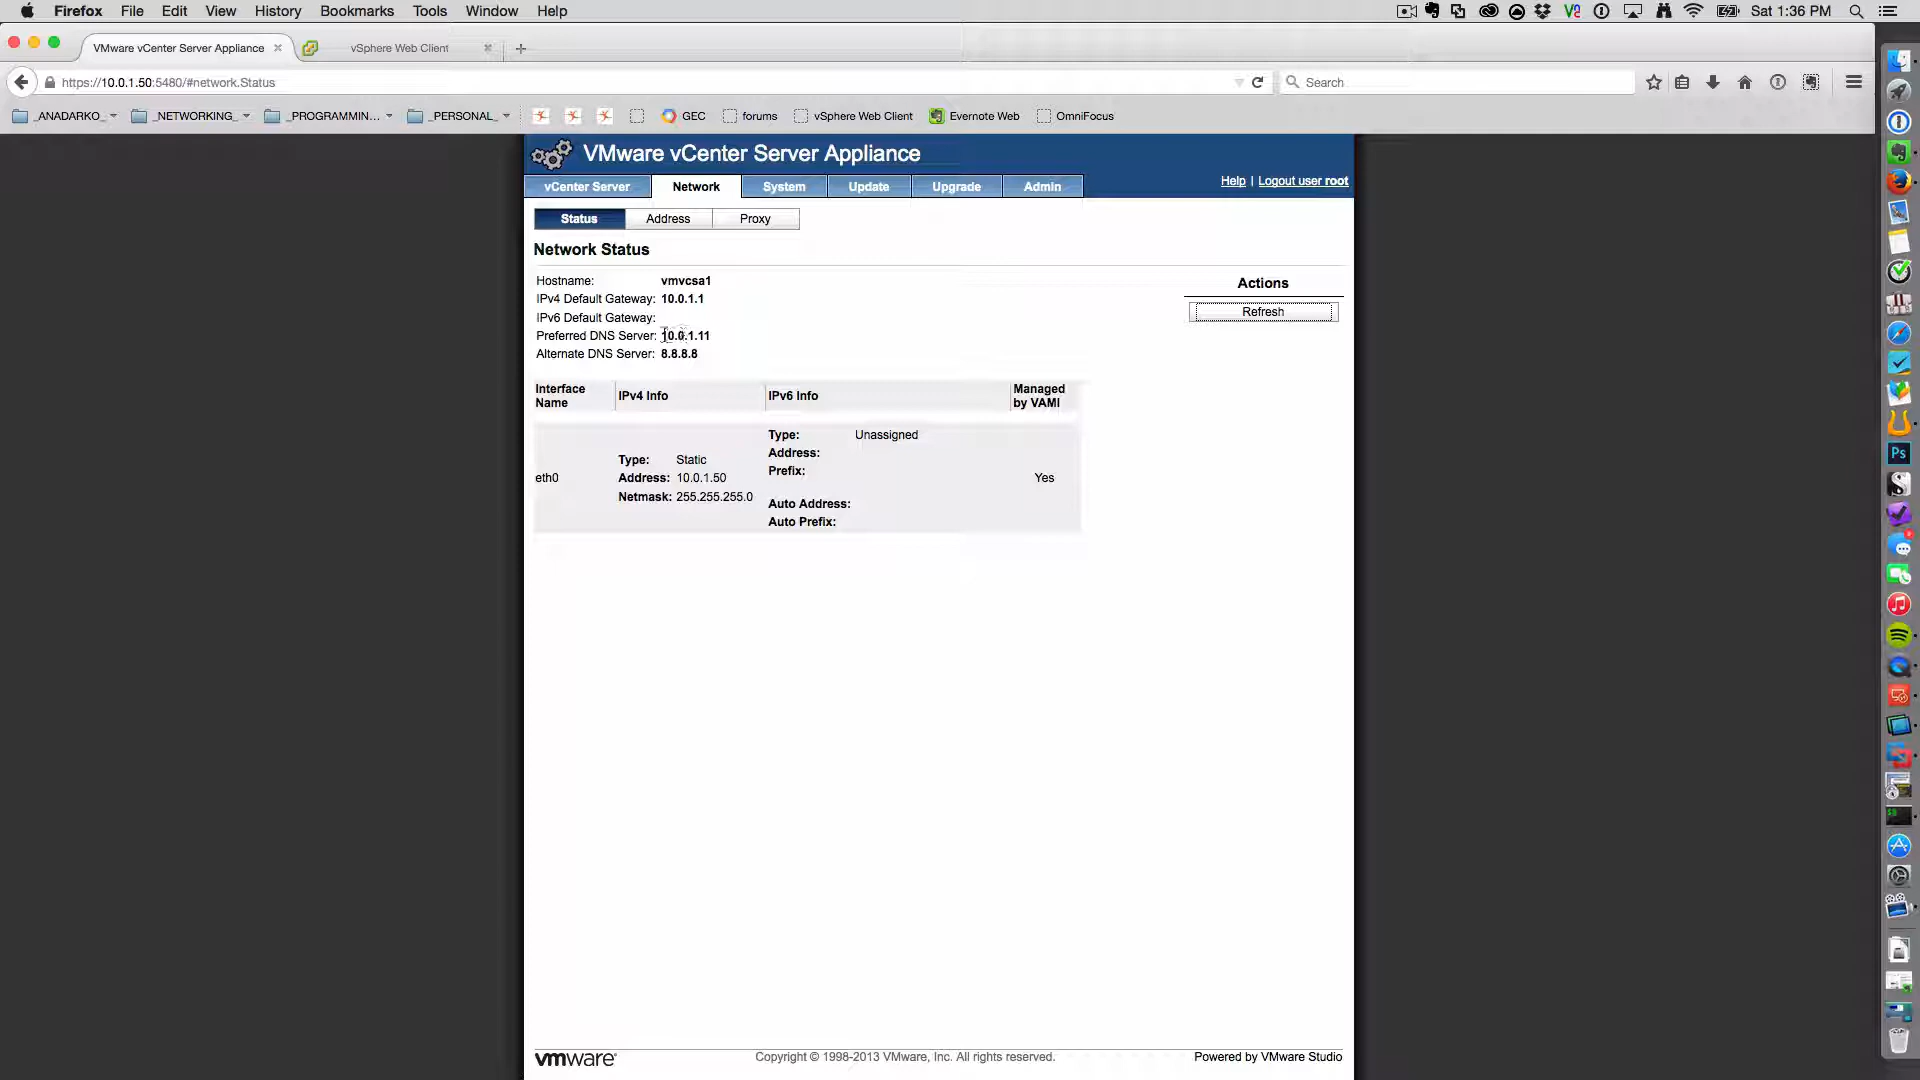 Firefox File Edit View History Bookmarks Tools Window Help Sat 1:36 PM
VMware vCenter Server Appliance vSphere Web Client
https://10.0.1.50:5480/#network.Status Search
_ANADARKO_ _NETWORKING_ _PROGRAMMIN... _PERSONAL_ GEC forums vSphere Web Client Evernote Web OmniFocus
VMware vCenter Server Appliance
vCenter Server Network System Update Upgrade Admin Help | Logout user root
Status Address Proxy
Network Status
Hostname: vmvcsa1
IPv4 Default Gateway: 10.0.1.1
IPv6 Default Gateway:
Preferred DNS Server: 10.0.1.11
Alternate DNS Server: 8.8.8.8
Actions
Refresh
Interface Name IPv4 Info IPv6 Info Managed by VAMI
eth0
Type: Static
Address: 10.0.1.50
Netmask: 255.255.255.0
Type: Unassigned
Address:
Prefix:
Auto Address:
Auto Prefix:
Yes
Ps
vmware Copyright © 1998-2013 VMware, Inc. All rights reserved. Powered by VMware Studio